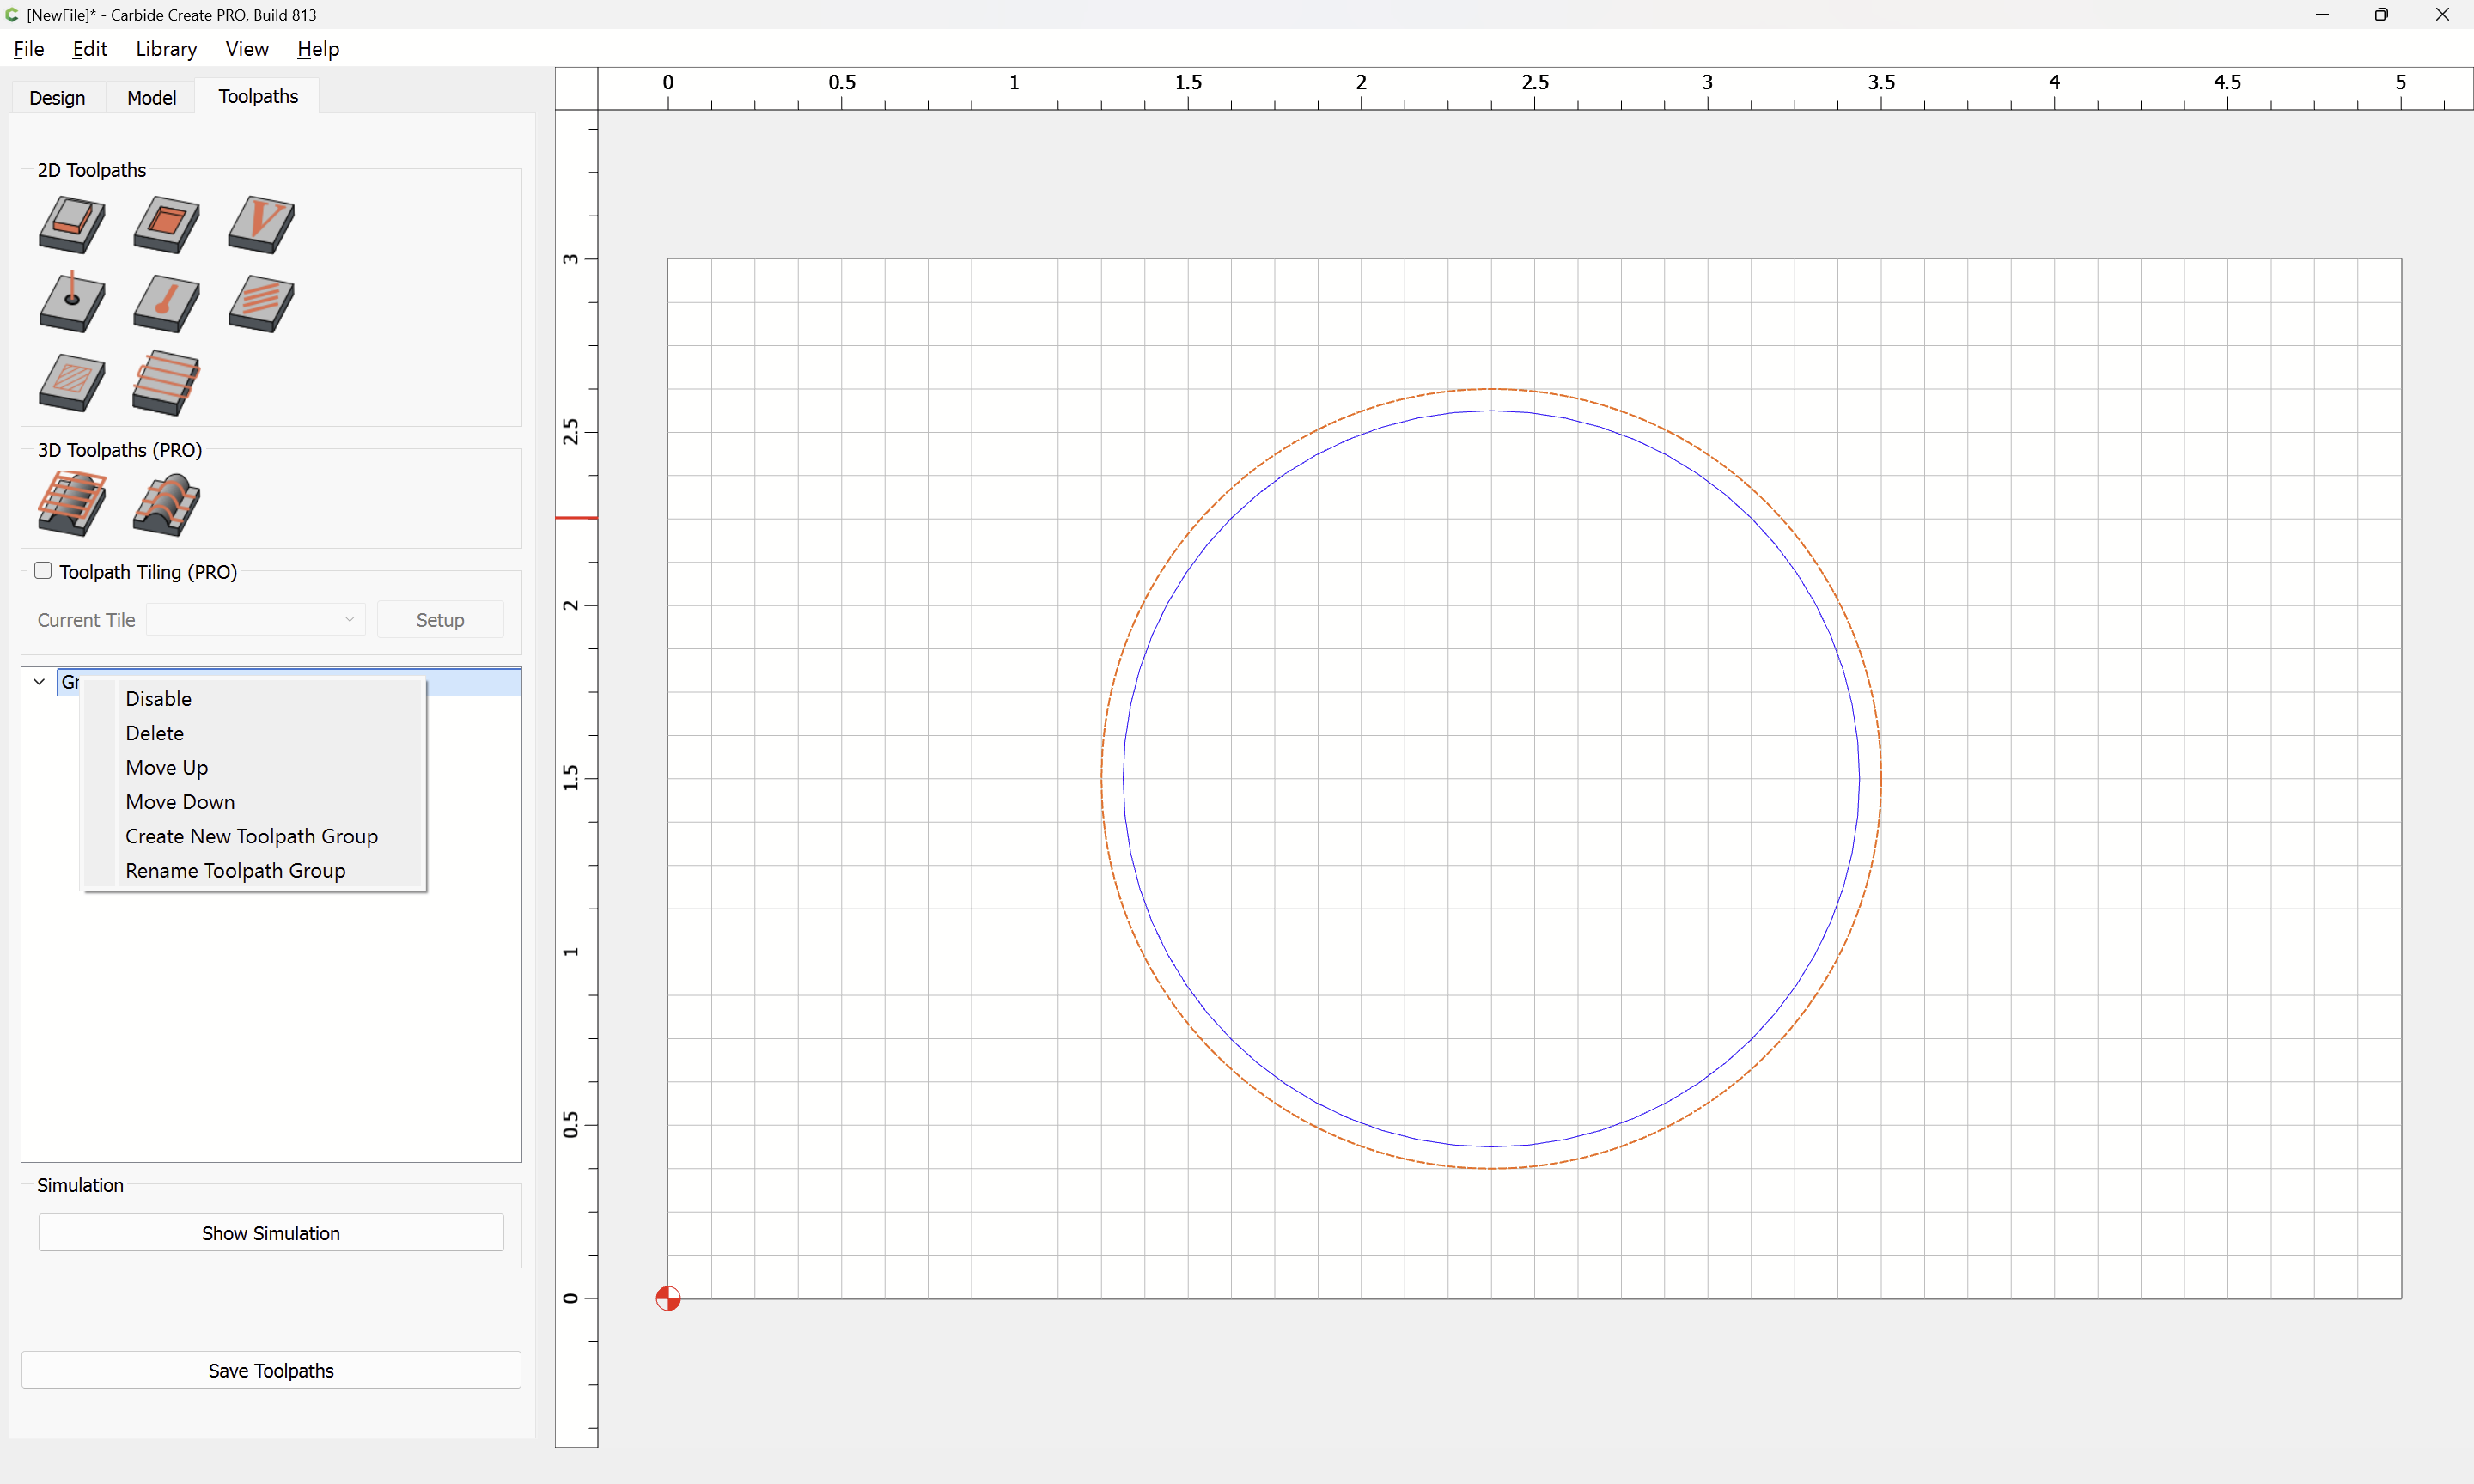 [NewFile]* - Carbide Create PRO, Build 813
File Edit Library View Help
Design Model Toolpaths
0 0.5 1 1.5 2 2.5 3 3.5 4 4.5 5
2D Toolpaths
3D Toolpaths (PRO)
Toolpath Tiling (PRO)
Current Tile Setup
Disable
Delete
Move Up
Move Down
Create New Toolpath Group
Rename Toolpath Group
3
2.5
2
1.5
1
0.5
0
Simulation
Show Simulation
Save Toolpaths